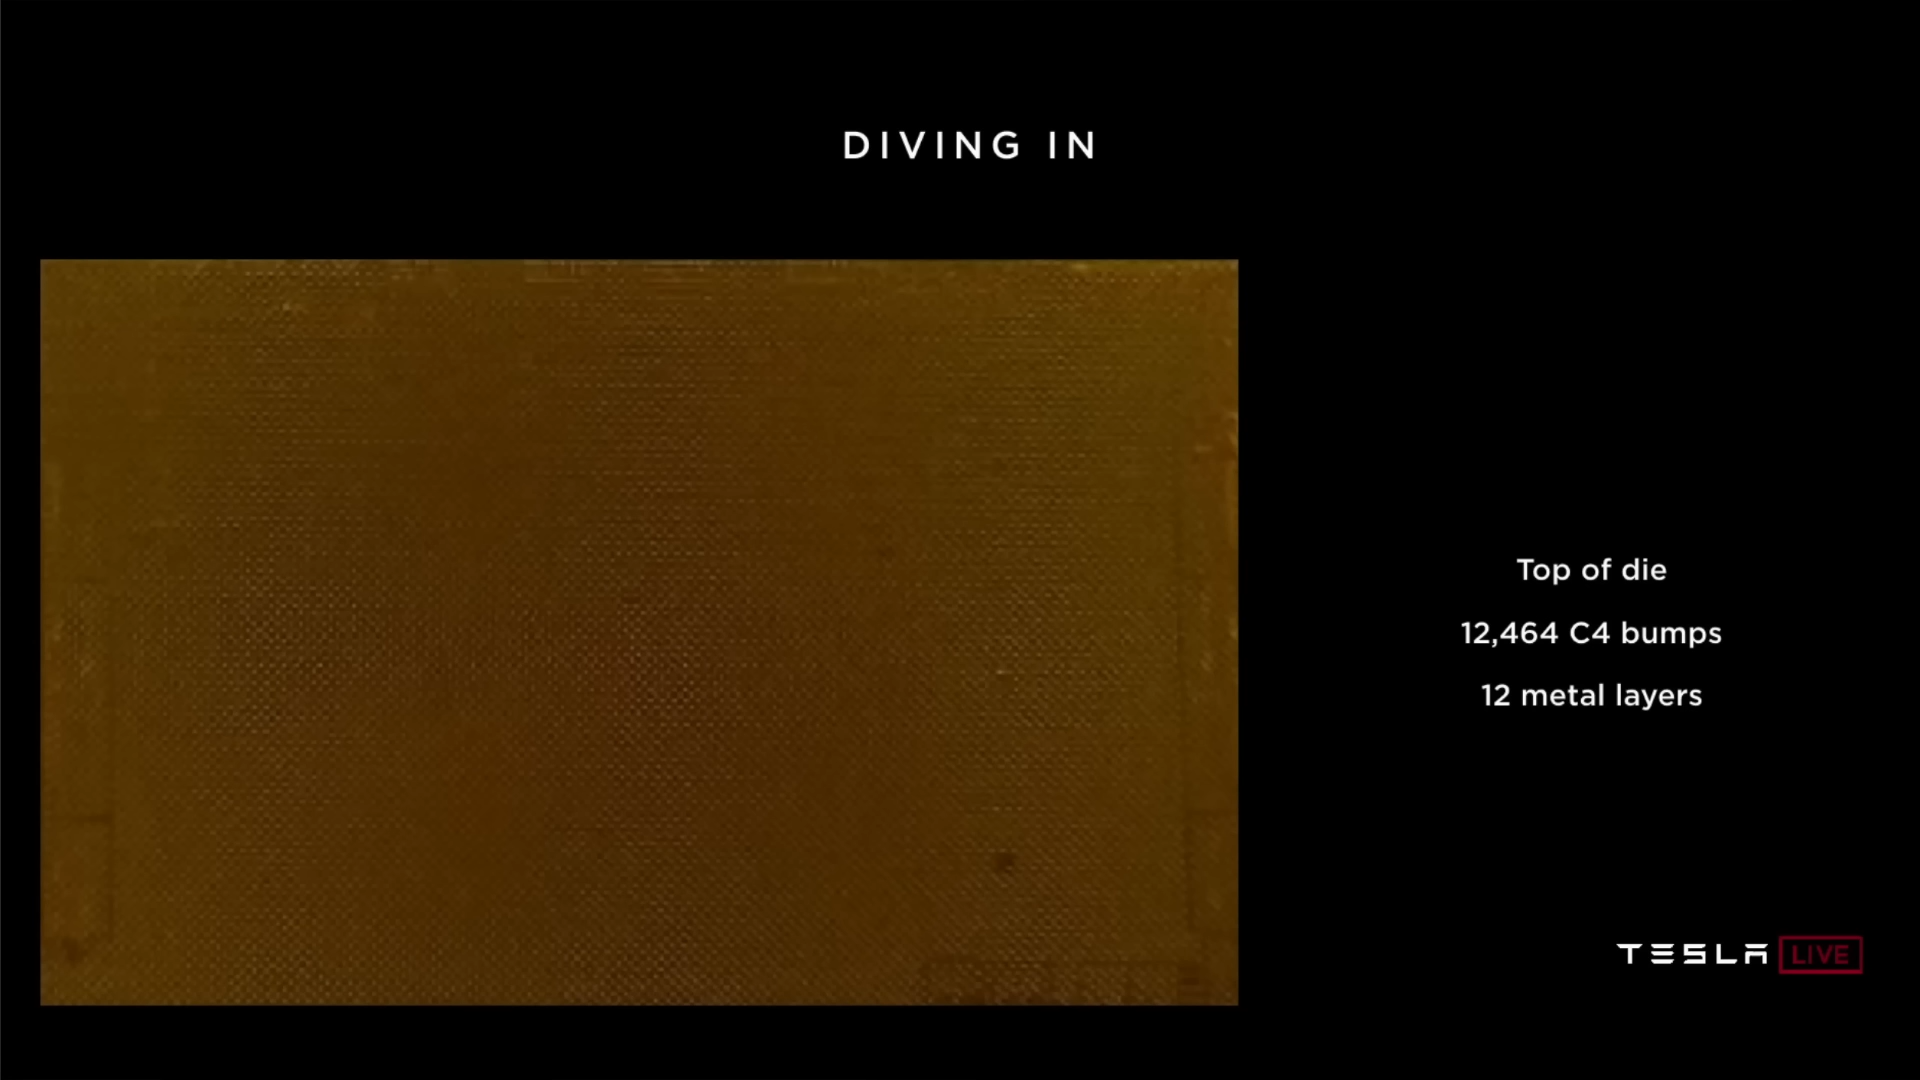 DIVING IN
Top of die
12,464 C4 bumps
12 metal layers
TESLA LIVE